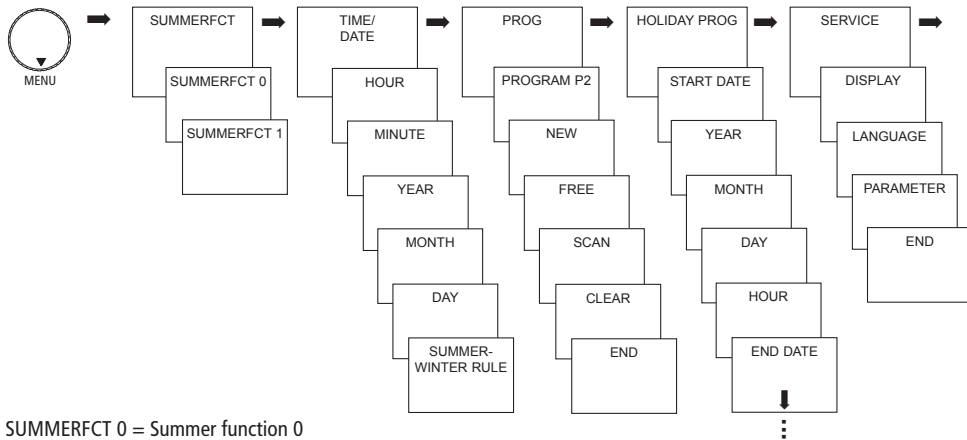 MENU
SUMMERFCT
SUMMERFCT 0
SUMMERFCT 1
TIME/
DATE
HOUR
MINUTE
YEAR
MONTH
DAY
SUMMER-
WINTER RULE
PROG
PROGRAM P2
NEW
FREE
SCAN
CLEAR
END
HOLIDAY PROG
START DATE
YEAR
MONTH
DAY
HOUR
END DATE
SERVICE
DISPLAY
LANGUAGE
PARAMETER
END
SUMMERFCT 0 = Summer function 0